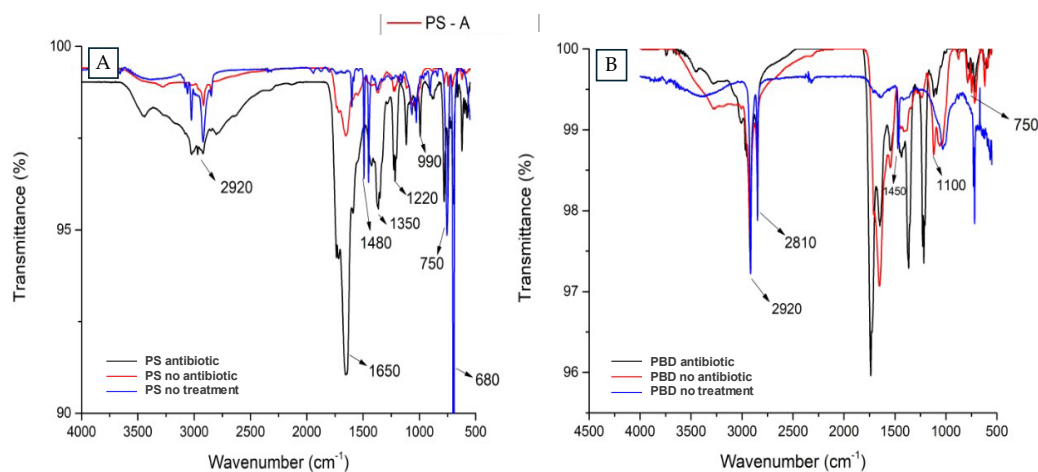 PS - A
A
100
95
90
Transmittance (%)
2920
1650
1480
1350
1220
990
750
680
PS antibiotic
PS no antibiotic
PS no treatment
4000 3500 3000 2500 2000 1500 1000 500
Wavenumber (cm⁻¹)
B
100
99
98
97
96
Transmittance (%)
750
1450
1100
2810
2920
PBD antibiotic
PBD no antibiotic
PBD no treatment
4500 4000 3500 3000 2500 2000 1500 1000 500
Wavenumber (cm⁻¹)